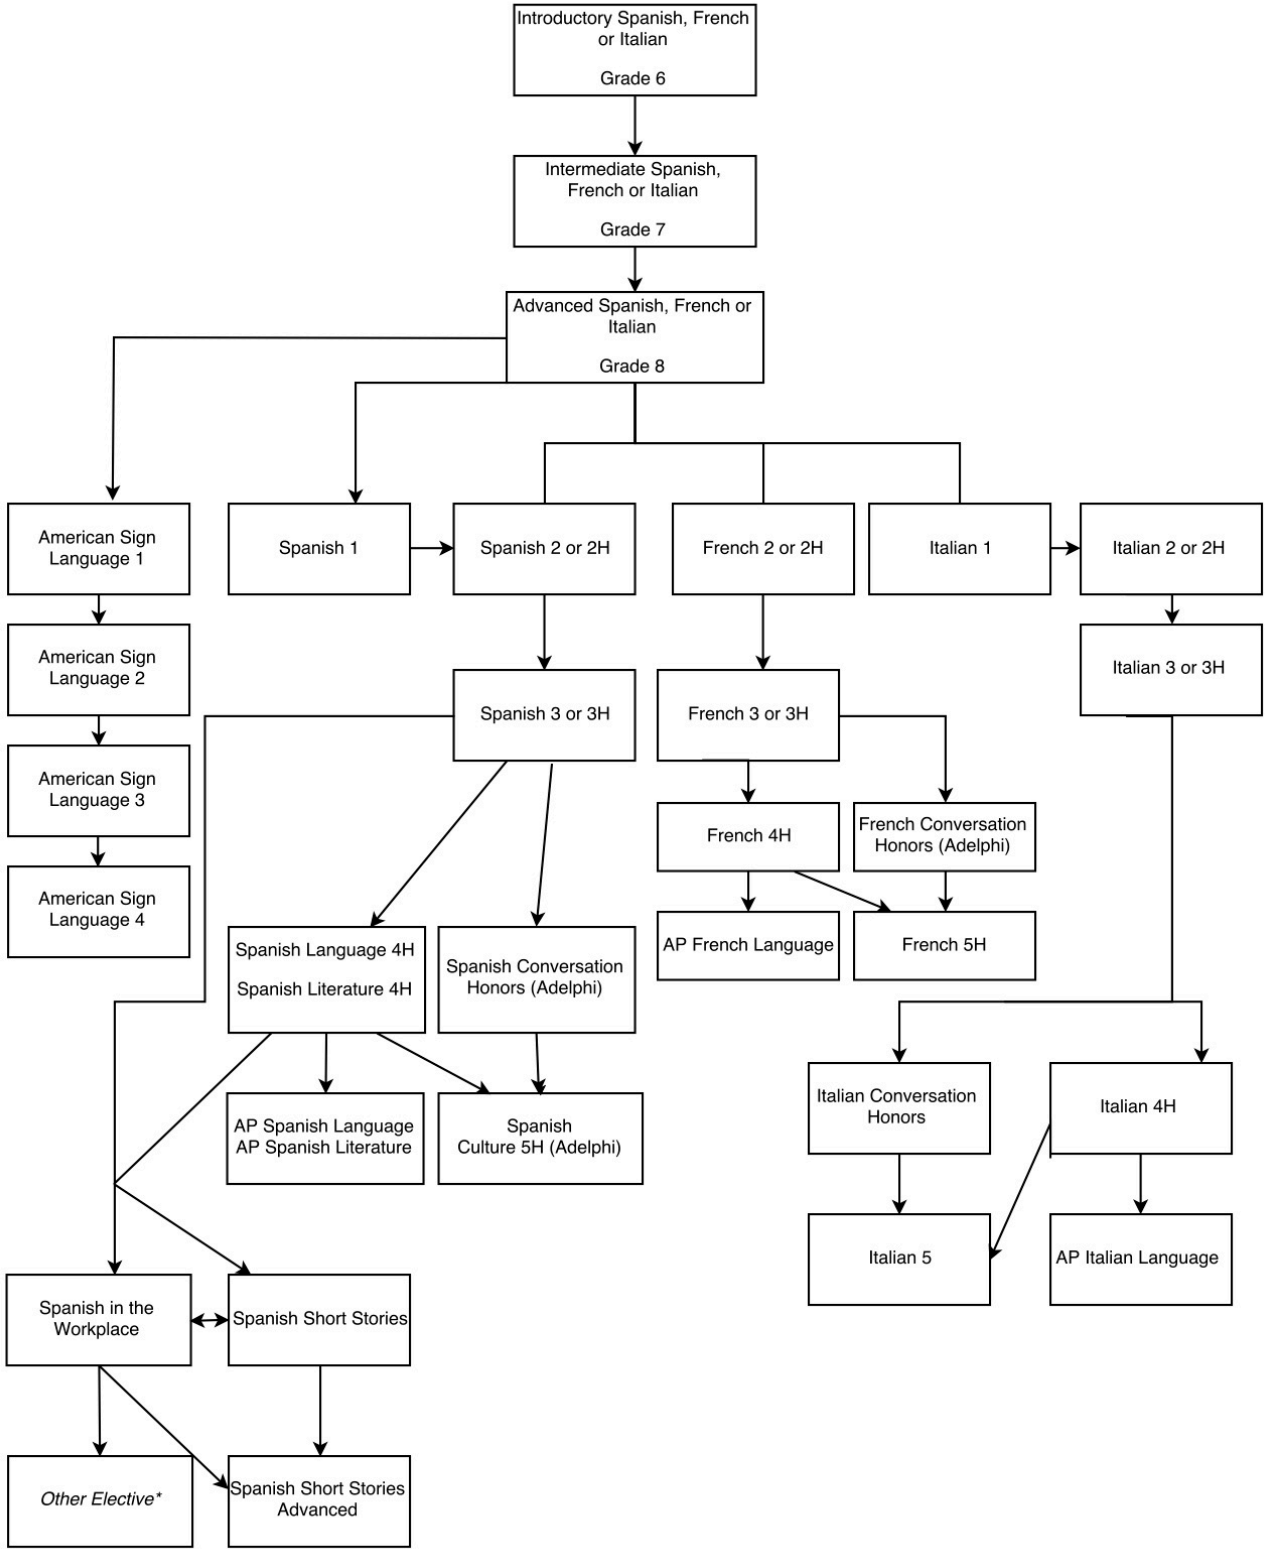 Introductory Spanish, French
or Italian
Grade 6
Intermediate Spanish,
French or Italian
Grade 7
Advanced Spanish, French or
Italian
Grade 8
American Sign
Language 1
Spanish 1
Spanish 2 or 2H
French 2 or 2H
Italian 1
Italian 2 or 2H
American Sign
Language 2
Italian 3 or 3H
Spanish 3 or 3H
French 3 or 3H
American Sign
Language 3
French 4H
French Conversation
Honors (Adelphi)
American Sign
Language 4
AP French Language
French 5H
Spanish Language 4H
Spanish Literature 4H
Spanish Conversation
Honors (Adelphi)
Italian Conversation
Honors
Italian 4H
AP Spanish Language
AP Spanish Literature
Spanish
Culture 5H (Adelphi)
Italian 5
AP Italian Language
Spanish in the
Workplace
Spanish Short Stories
Other Elective*
Spanish Short Stories
Advanced